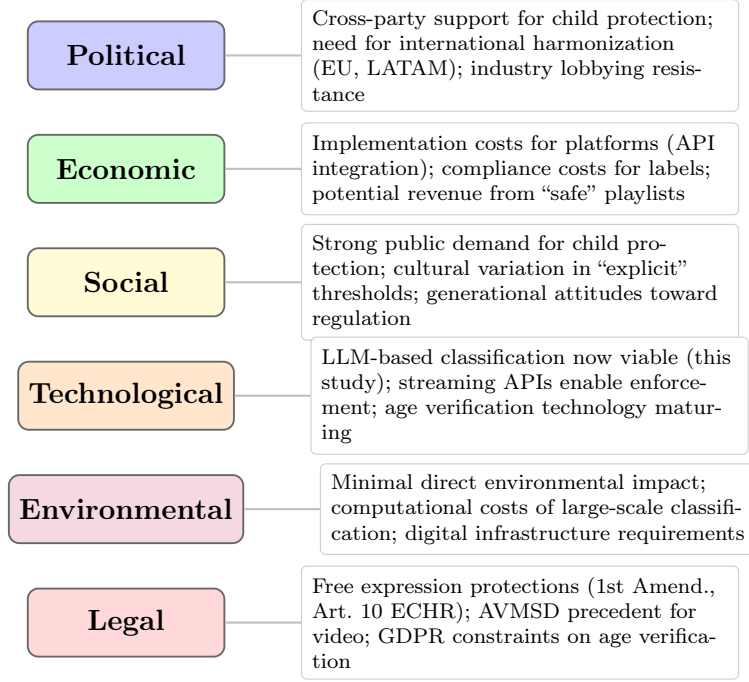 Political
Cross-party support for child protection;
need for international harmonization
(EU, LATAM); industry lobbying resis-
tance
Economic
Implementation costs for platforms (API
integration); compliance costs for labels;
potential revenue from “safe” playlists
Social
Strong public demand for child pro-
tection; cultural variation in “explicit”
thresholds; generational attitudes toward
regulation
Technological
LLM-based classification now viable (this
study); streaming APIs enable enforce-
ment; age verification technology matur-
ing
Environmental
Minimal direct environmental impact;
computational costs of large-scale classifi-
cation; digital infrastructure requirements
Legal
Free expression protections (1st Amend.,
Art. 10 ECHR); AVMSD precedent for
video; GDPR constraints on age verifica-
tion